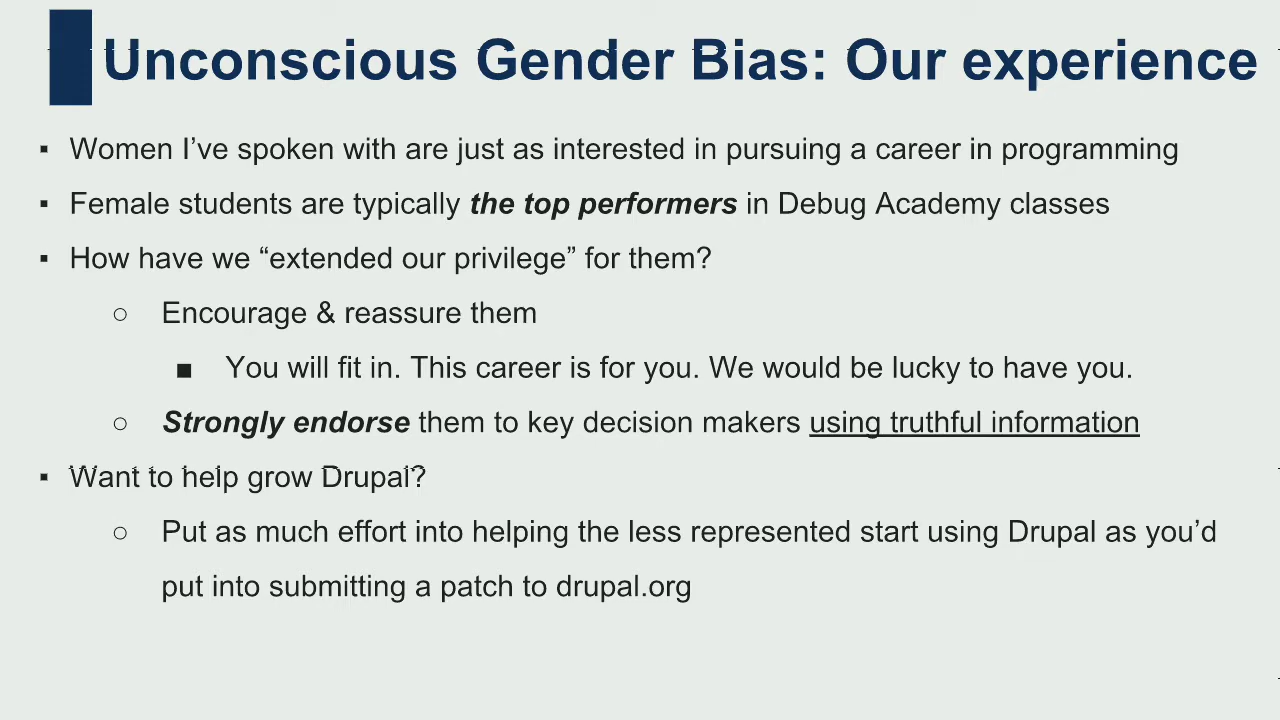 Unconscious Gender Bias: Our experience
▪ Women I’ve spoken with are just as interested in pursuing a career in programming
▪ Female students are typically the top performers in Debug Academy classes
▪ How have we “extended our privilege” for them?
○ Encourage & reassure them
■ You will fit in. This career is for you. We would be lucky to have you.
○ Strongly endorse them to key decision makers using truthful information
▪ Want to help grow Drupal?
○ Put as much effort into helping the less represented start using Drupal as you’d
put into submitting a patch to drupal.org